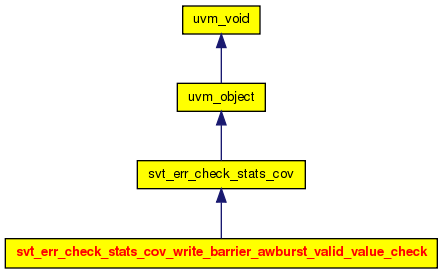 uvm_void
uvm_object
svt_err_check_stats_cov
svt_err_check_stats_cov_write_barrier_awburst_valid_value_check